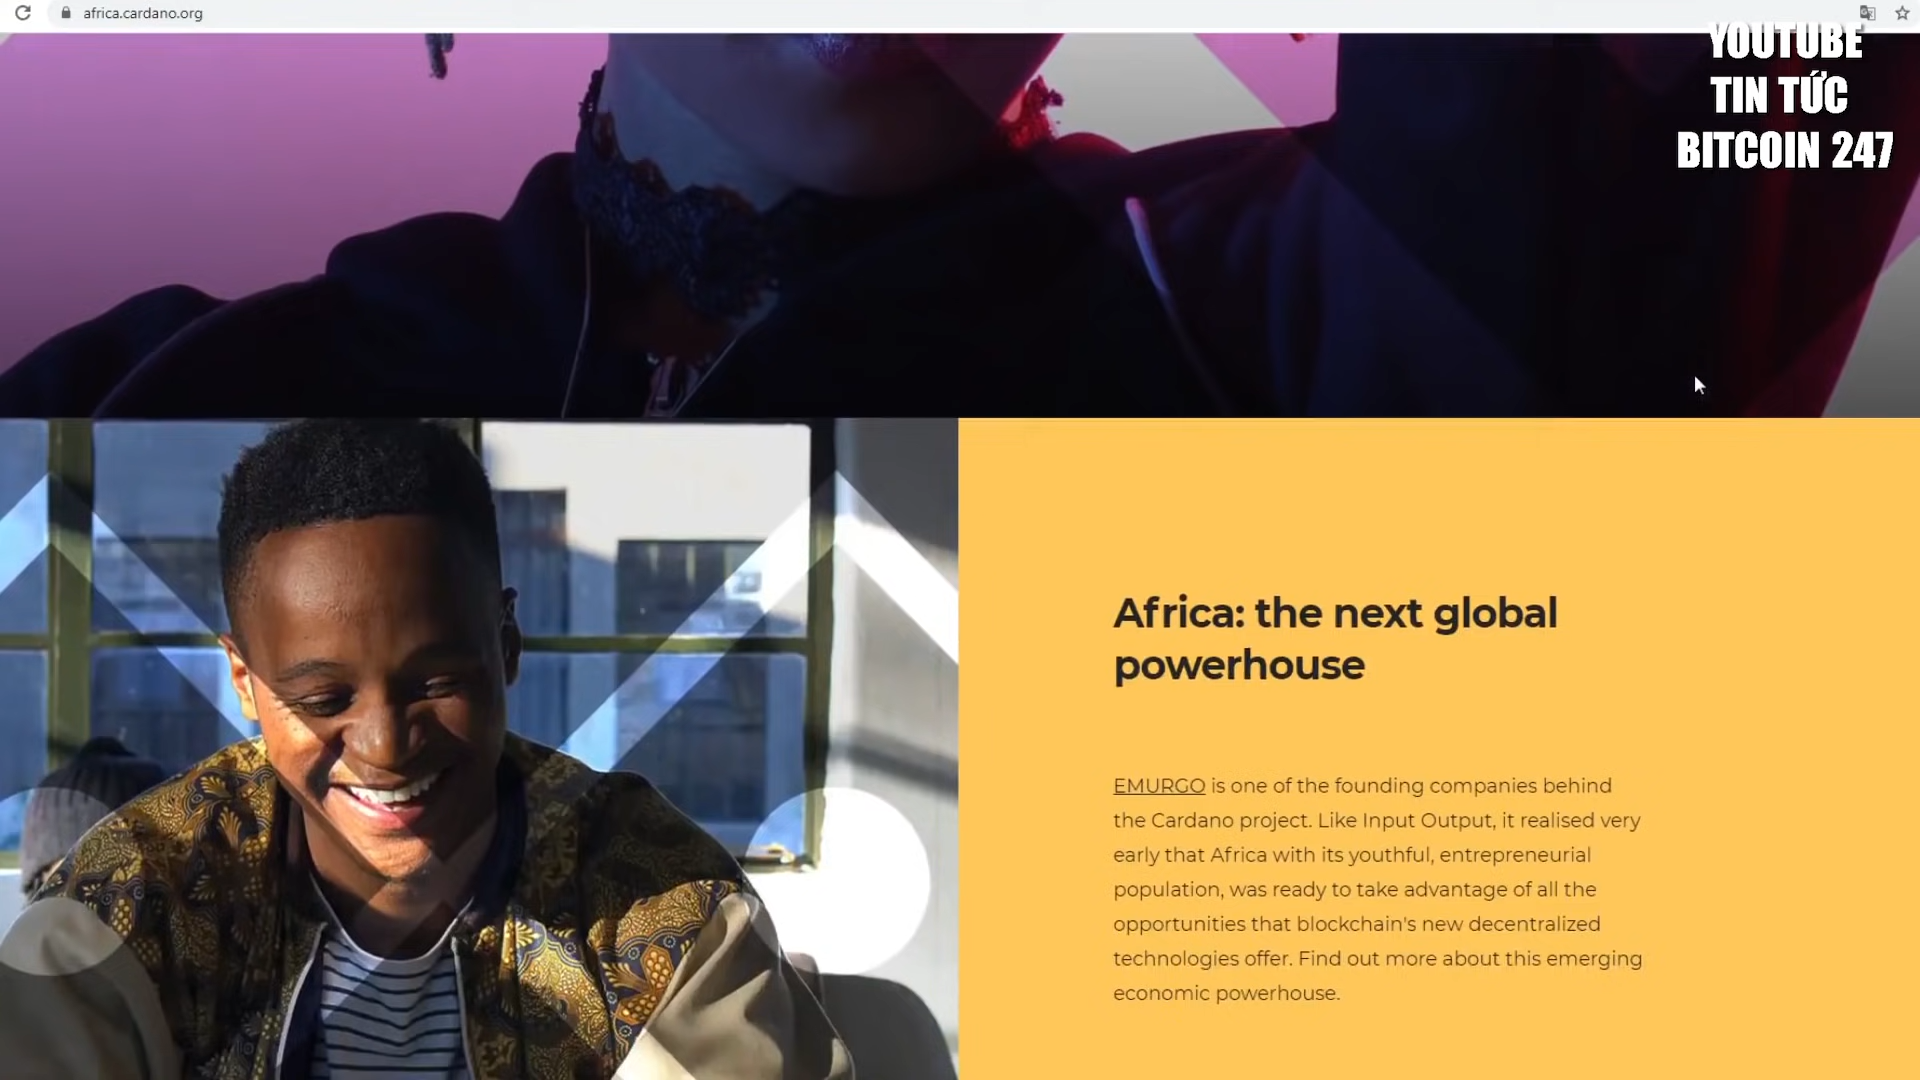 africa.cardano.org
YOUTUBE
TIN TỨC
BITCOIN 247
Africa: the next global
powerhouse
EMURGO is one of the founding companies behind
the Cardano project. Like Input Output, it realised very
early that Africa with its youthful, entrepreneurial
population, was ready to take advantage of all the
opportunities that blockchain's new decentralized
technologies offer. Find out more about this emerging
economic powerhouse.